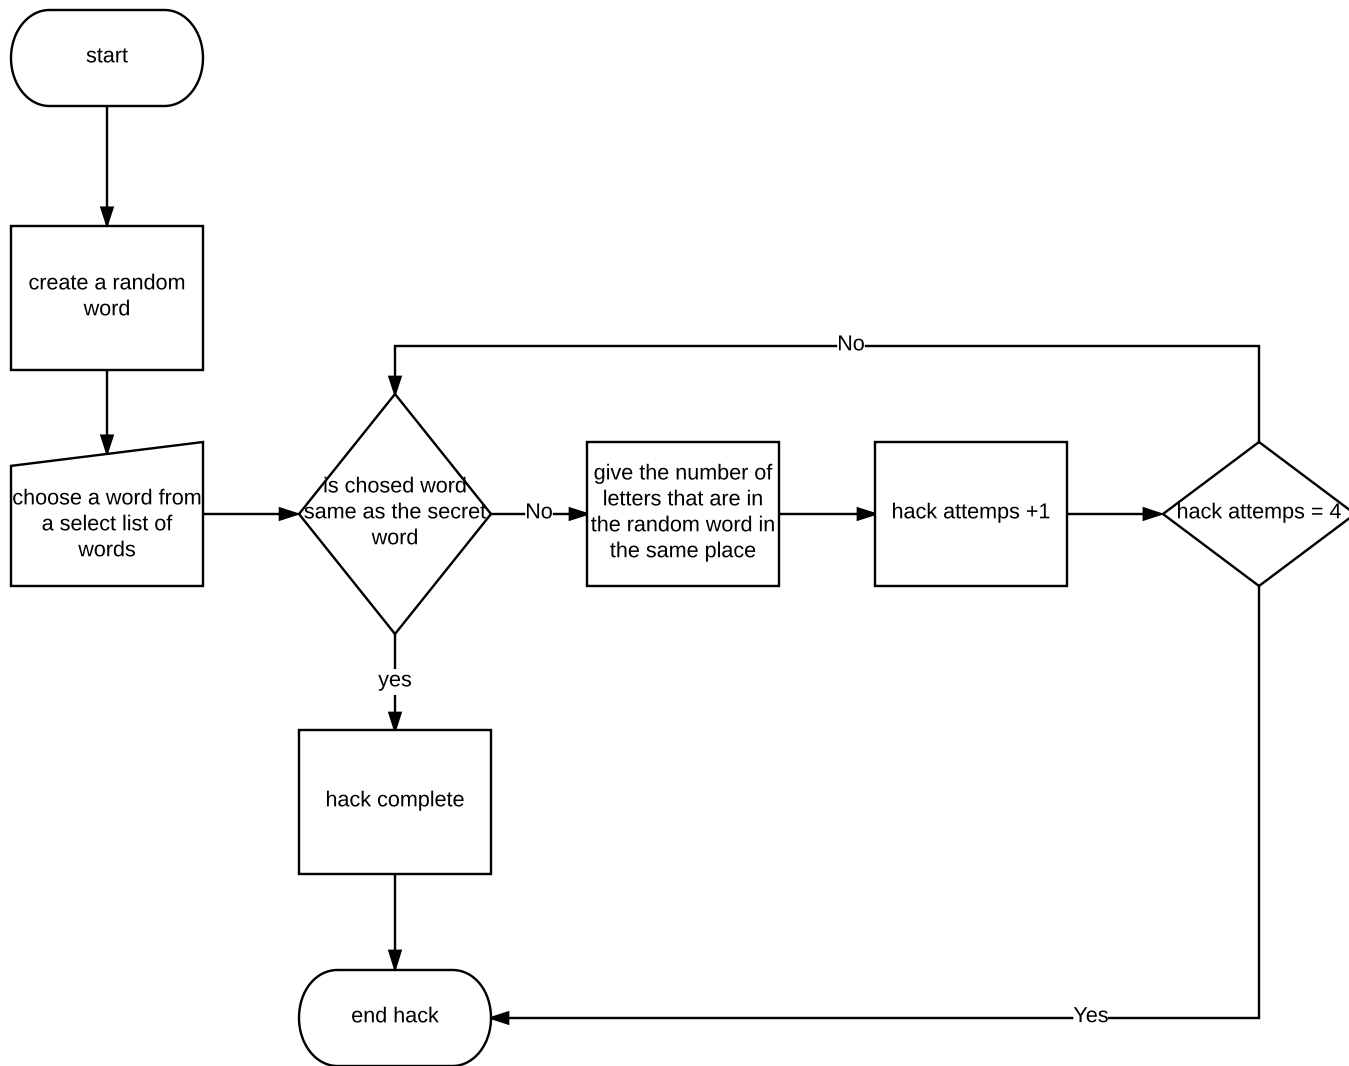 start
create a random
word
No
choose a word from
a select list of
words
is chosed word
same as the secret
word
No
give the number of
letters that are in
the random word in
the same place
hack attemps +1
hack attemps = 4
yes
hack complete
end hack
Yes